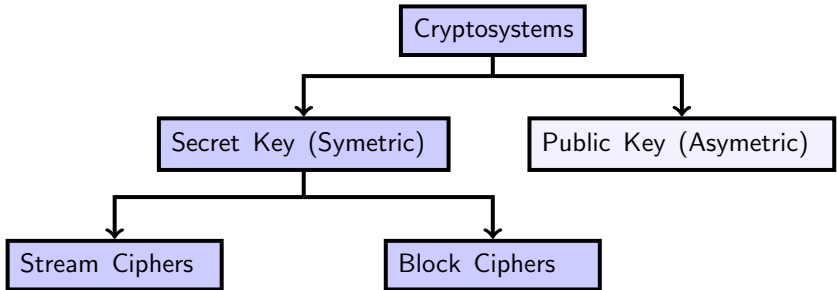 Cryptosystems
Secret Key (Symetric)
Public Key (Asymetric)
Stream Ciphers
Block Ciphers